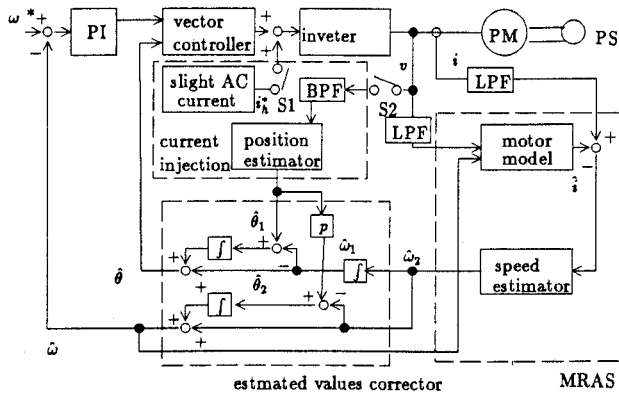 ω*
+
−
PI
vector
controller
+
+
i*
inveter
PM
PS
v
i
LPF
slight AC
current
i*h
S1
BPF
S2
LPF
current
injection
position
estimator
motor
model
+
−
î
θ̂1
p
ω̂1
ω̂2
∫
+
−
+
+
∫
θ̂
θ̂2
speed
estimator
+
∫
+
−
+
+
ω̂
estmated values corrector
MRAS